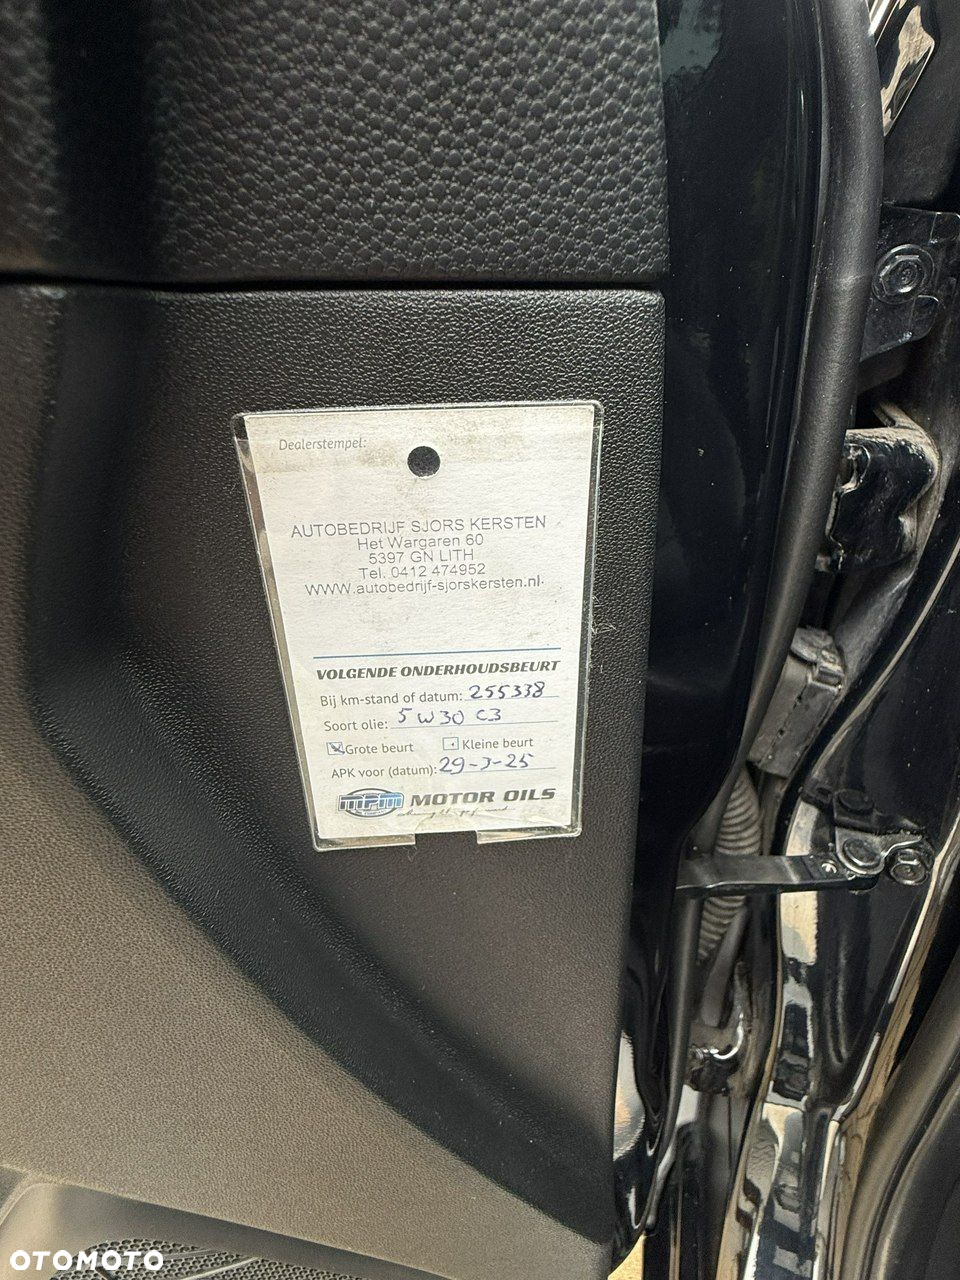 Dealerstempel:
AUTOBEDRIJF SJORS KERSTEN
Het Wargaren 60
5397 GN LITH
Tel. 0412 474952
WWW.autobedrijf-sjorskersten.nl
VOLGENDE ONDERHOUDSBEURT
Bij km-stand of datum: 255338
Soort olie: 5W30 C3
Grote beurt Kleine beurt
APK voor (datum): 29-3-25
MPM MOTOR OILS
OTOMOTO